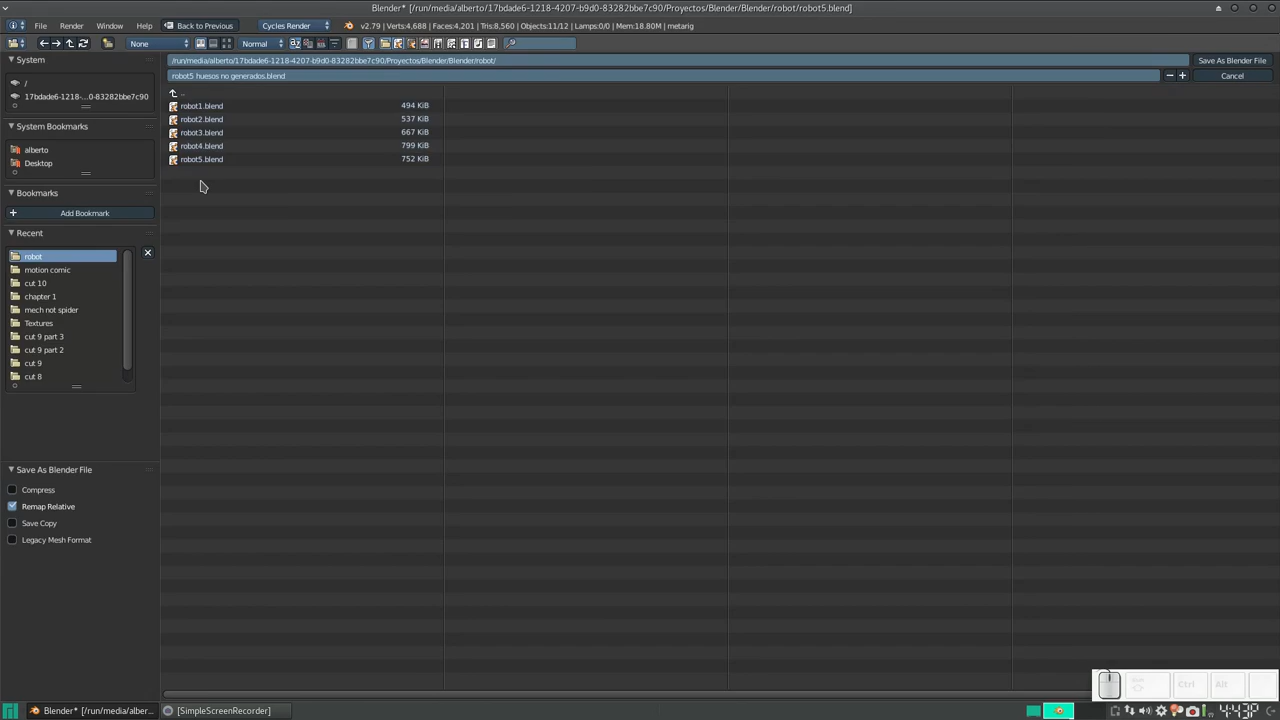 Blender* [/run/media/alberto/17bdade6-1218-4207-b9d0-83282bbe7c90/Proyectos/Blender/Blender/robot/robot5.blend]
File Render Window Help Back to Previous Cycles Render v2.79 | Verts:4,688 | Faces:4,201 | Tris:8,560 | Objects:11/12 | Lamps:0/0 | Mem:18.80M | metarig
None Normal
System
/run/media/alberto/17bdade6-1218-4207-b9d0-83282bbe7c90/Proyectos/Blender/Blender/robot/
Save As Blender File
robot5 huesos no generados.blend
Cancel
/
17bdade6-1218-...0-83282bbe7c90
..
robot1.blend 494 KiB
robot2.blend 537 KiB
robot3.blend 667 KiB
robot4.blend 799 KiB
robot5.blend 752 KiB
System Bookmarks
alberto
Desktop
Bookmarks
Add Bookmark
Recent
robot
motion comic
cut 10
chapter 1
mech not spider
Textures
cut 9 part 3
cut 9 part 2
cut 9
cut 8
Save As Blender File
Compress
Remap Relative
Save Copy
Legacy Mesh Format
Ctrl Alt
Blender* [/run/media/alber... [SimpleScreenRecorder]